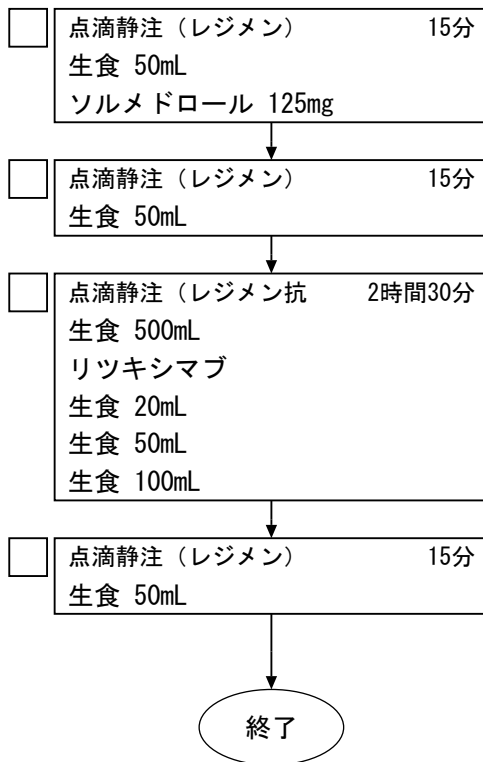 点滴静注（レジメン） 15分
生食 50mL
ソルメドロール 125mg
点滴静注（レジメン） 15分
生食 50mL
点滴静注（レジメン抗 2時間30分
生食 500mL
リツキシマブ
生食 20mL
生食 50mL
生食 100mL
点滴静注（レジメン） 15分
生食 50mL
終了